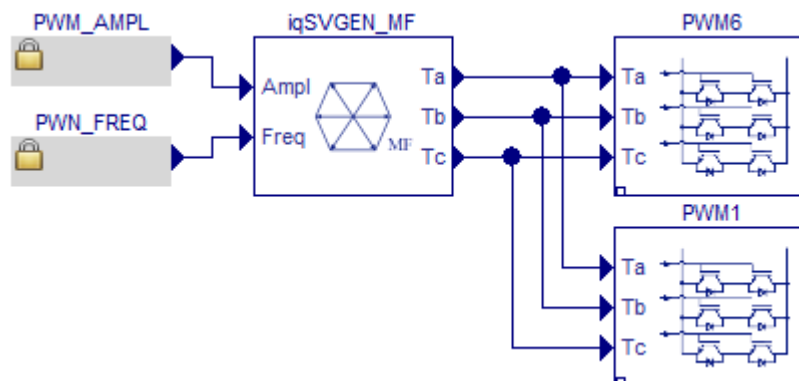 PWM_AMPL iqSVGEN_MF PWM6
Ampl Ta Ta
PWN_FREQ Tb Tb
Freq MF Tc Tc
PWM1
Ta
Tb
Tc